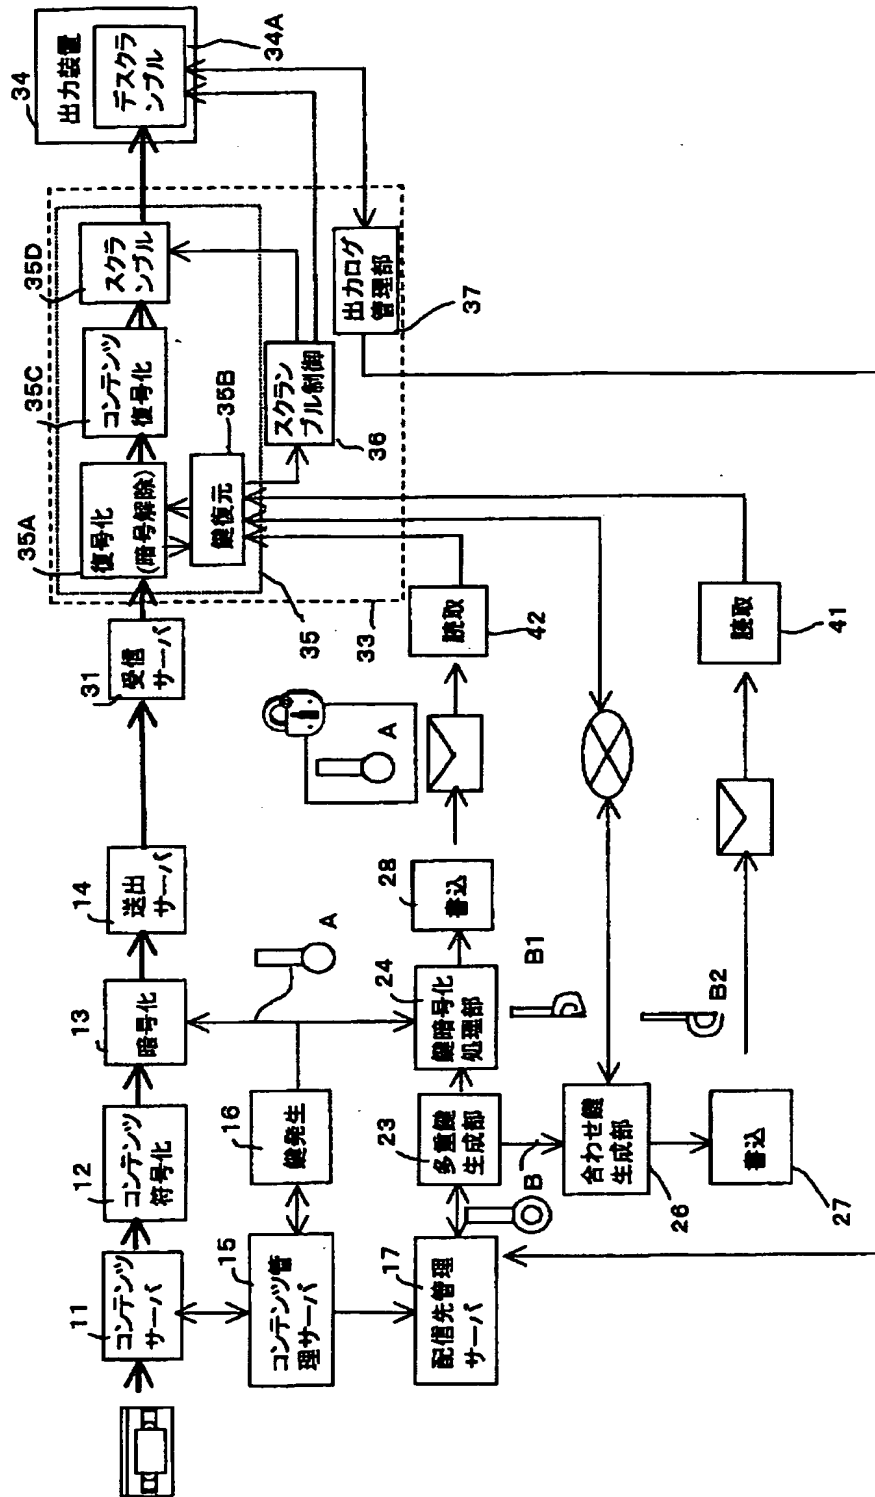 11
コンテンツ
サーバ
12
コンテンツ
符号化
13
暗号化
14
送出
サーバ
31
受信
サーバ
35A
復号化
(暗号解除)
35C
コンテンツ
復号化
35D
スクラ
ンブル
34
出力装置
デスクラ
ンブル
34A
35B
鍵復元
35
33
スクラン
ブル制御
36
出力ログ
管理部
37
15
コンテンツ管
理サーバ
16
鍵発生
A
17
配信先管理
サーバ
23
多重鍵
生成部
24
鍵暗号化
処理部
28
書込
A
読取
42
B
合わせ鍵
生成部
26
B1
書込
27
B2
読取
41